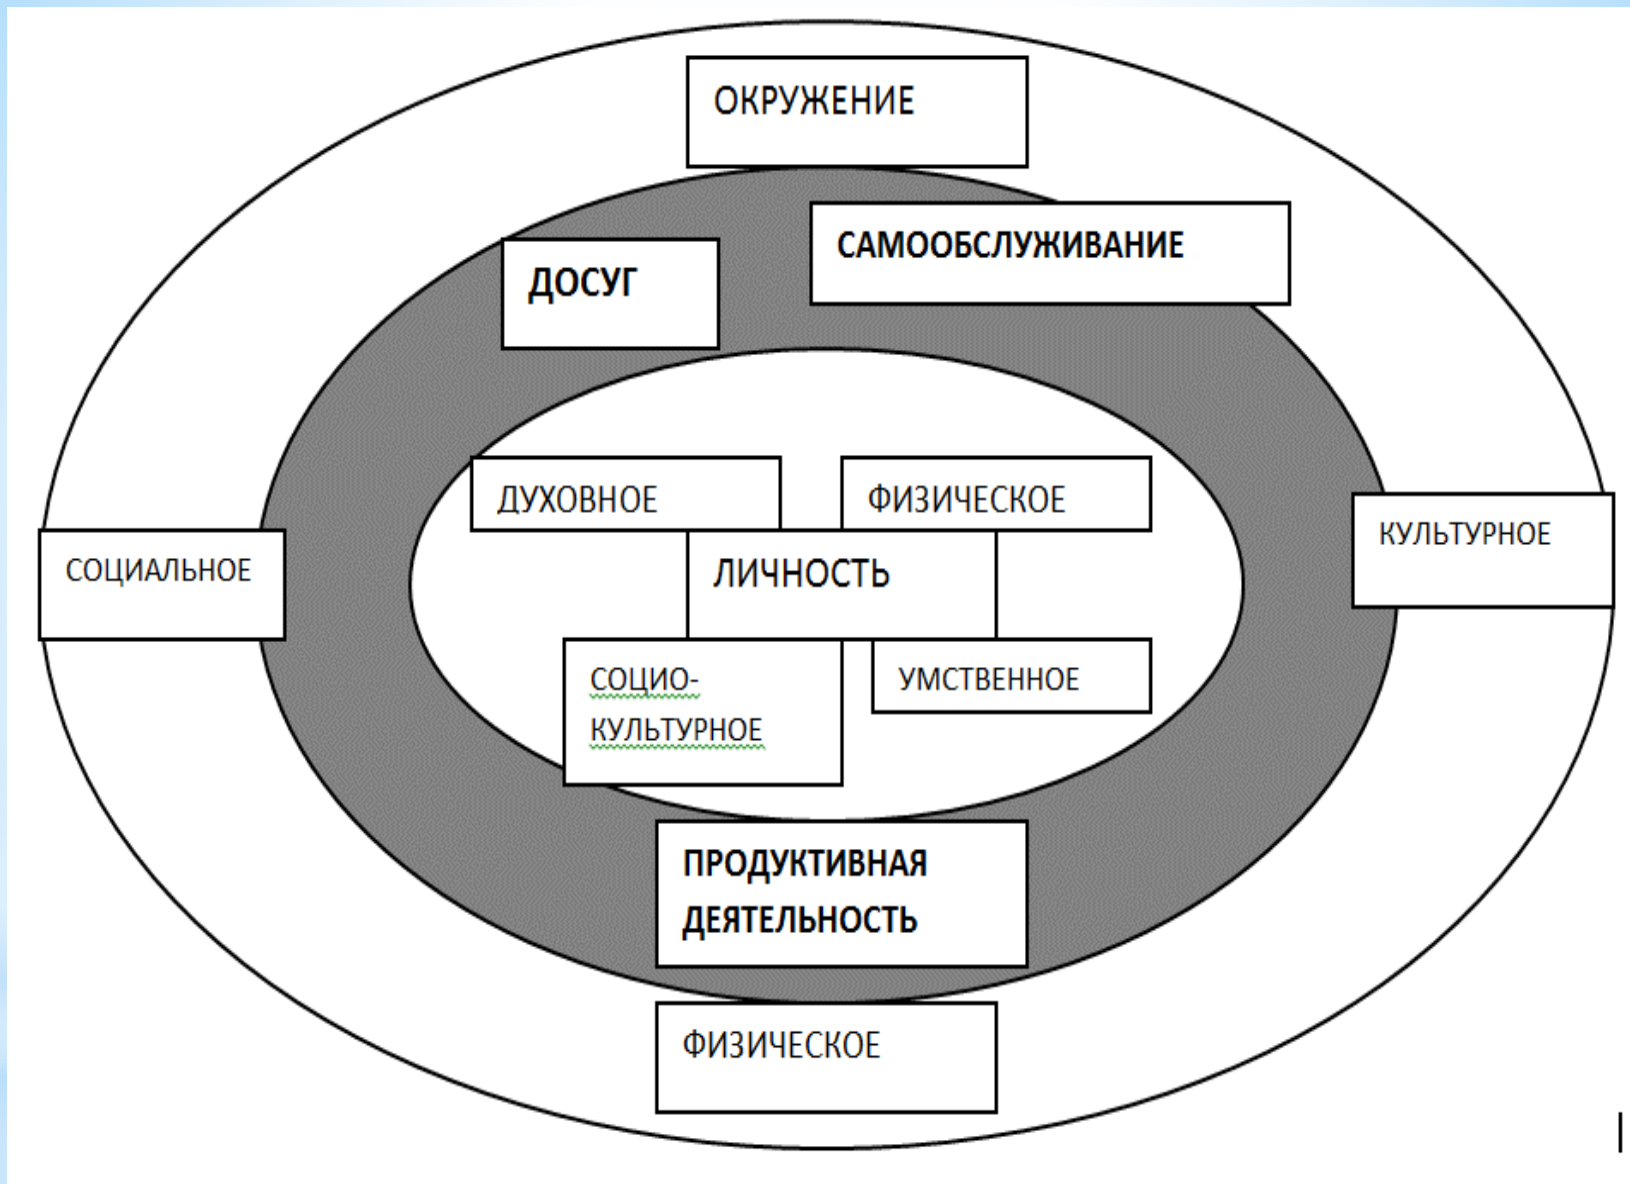 ОКРУЖЕНИЕ
САМООБСЛУЖИВАНИЕ
ДОСУГ
ДУХОВНОЕ
ФИЗИЧЕСКОЕ
СОЦИАЛЬНОЕ
ЛИЧНОСТЬ
КУЛЬТУРНОЕ
СОЦИО-
КУЛЬТУРНОЕ
УМСТВЕННОЕ
ПРОДУКТИВНАЯ
ДЕЯТЕЛЬНОСТЬ
ФИЗИЧЕСКОЕ